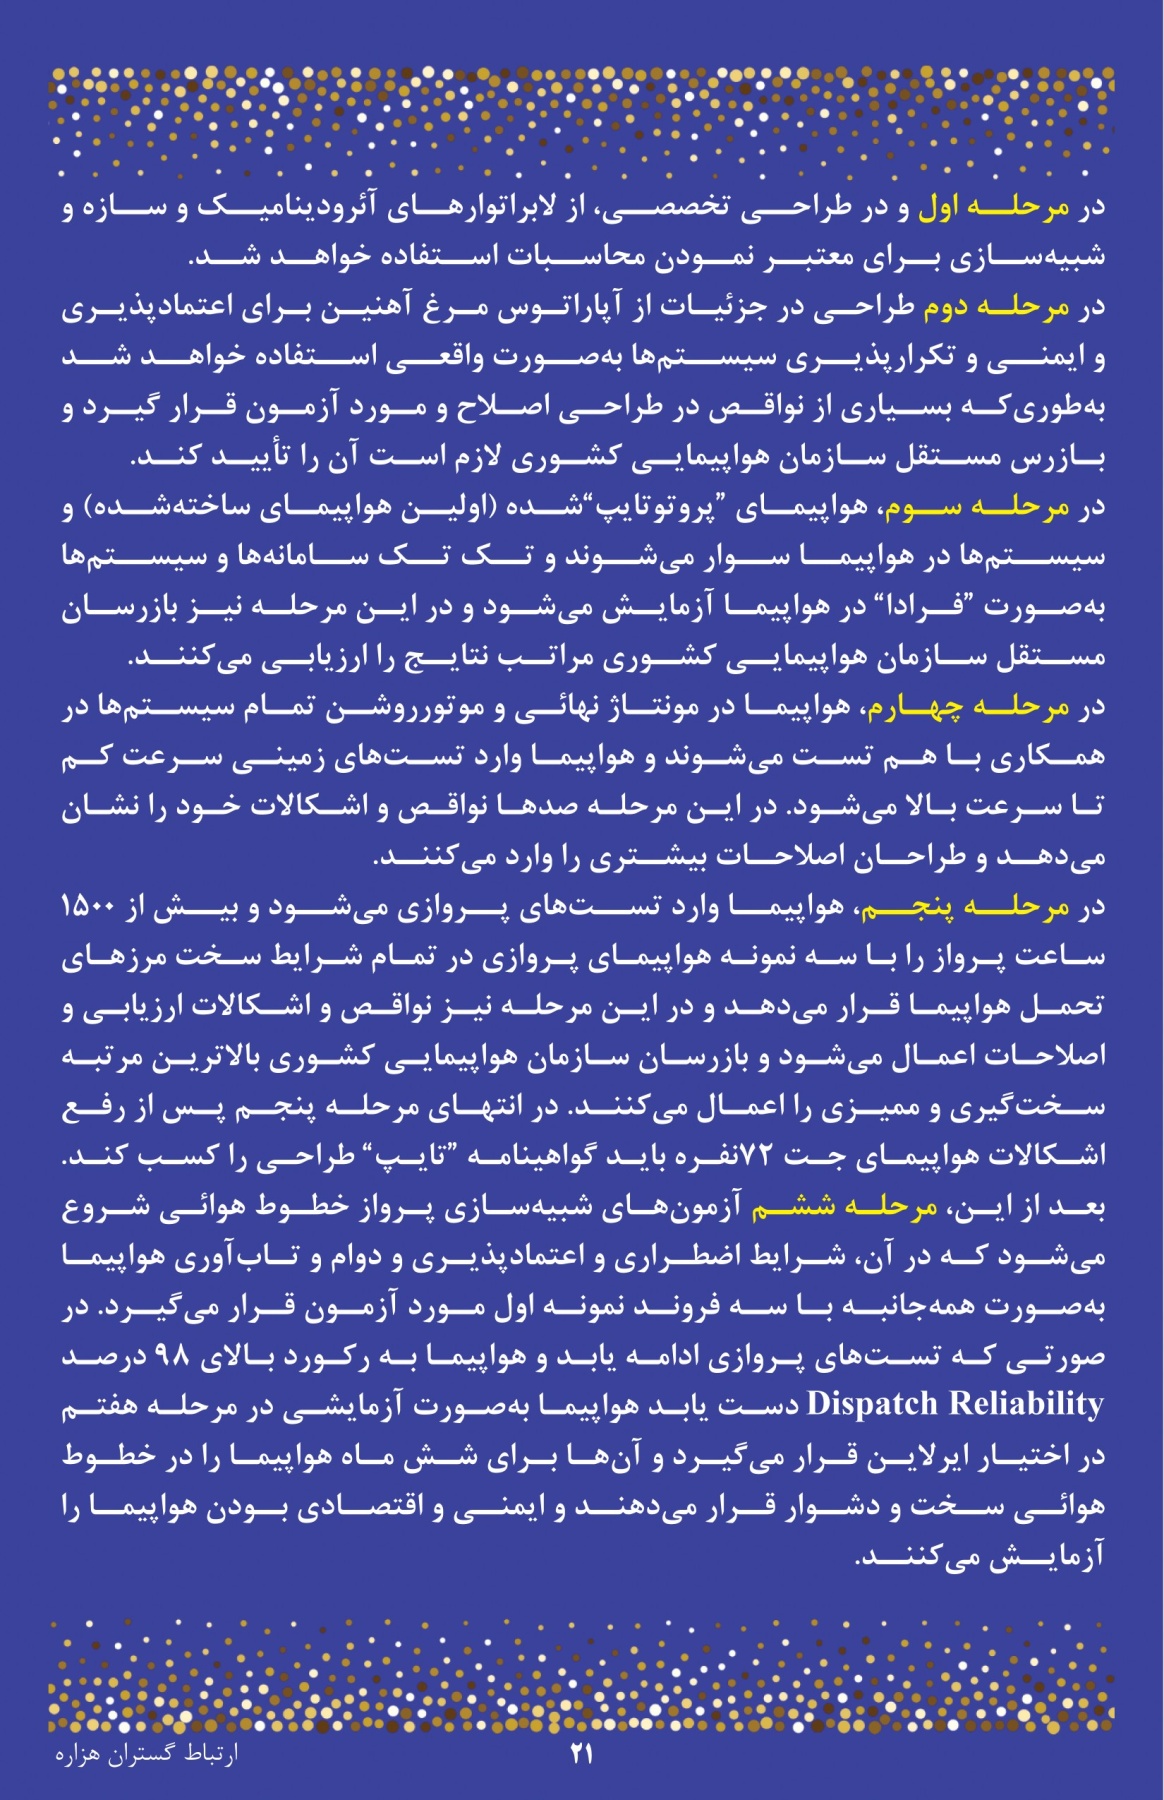 در مرحله اول و در طراحی تخصصی، از لابراتوارهای آئرودینامیک و سازه و
شبیه‌سازی برای معتبر نمودن محاسبات استفاده خواهد شد.
در مرحله دوم طراحی در جزئیات از آپاراتوس مرغ آهنین برای اعتمادپذیری
و ایمنی و تکرارپذیری سیستم‌ها به‌صورت واقعی استفاده خواهد شد
به‌طوری‌که بسیاری از نواقص در طراحی اصلاح و مورد آزمون قرار گیرد و
بازرس مستقل سازمان هواپیمایی کشوری لازم است آن را تأیید کند.
در مرحله سوم، هواپیمای "پروتوتایپ“شده (اولین هواپیمای ساخته‌شده) و
سیستم‌ها در هواپیما سوار می‌شوند و تک تک سامانه‌ها و سیستم‌ها
به‌صورت "فرادا“ در هواپیما آزمایش می‌شود و در این مرحله نیز بازرسان
مستقل سازمان هواپیمایی کشوری مراتب نتایج را ارزیابی می‌کنند.
در مرحله چهارم، هواپیما در مونتاژ نهائی و موتورروشن تمام سیستم‌ها در
همکاری با هم تست می‌شوند و هواپیما وارد تست‌های زمینی سرعت کم
تا سرعت بالا می‌شود. در این مرحله صدها نواقص و اشکالات خود را نشان
می‌دهد و طراحان اصلاحات بیشتری را وارد می‌کنند.
در مرحله پنجم، هواپیما وارد تست‌های پروازی می‌شود و بیش از ۱۵۰۰
ساعت پرواز را با سه نمونه هواپیمای پروازی در تمام شرایط سخت مرزهای
تحمل هواپیما قرار می‌دهد و در این مرحله نیز نواقص و اشکالات ارزیابی و
اصلاحات اعمال می‌شود و بازرسان سازمان هواپیمایی کشوری بالاترین مرتبه
سخت‌گیری و ممیزی را اعمال می‌کنند. در انتهای مرحله پنجم پس از رفع
اشکالات هواپیمای جت ۷۲نفره باید گواهینامه "تایپ“ طراحی را کسب کند.
بعد از این، مرحله ششم آزمون‌های شبیه‌سازی پرواز خطوط هوائی شروع
می‌شود که در آن، شرایط اضطراری و اعتمادپذیری و دوام و تاب‌آوری هواپیما
به‌صورت همه‌جانبه با سه فروند نمونه اول مورد آزمون قرار می‌گیرد. در
صورتی که تست‌های پروازی ادامه یابد و هواپیما به رکورد بالای ۹۸ درصد
Dispatch Reliability دست یابد هواپیما به‌صورت آزمایشی در مرحله هفتم
در اختیار ایرلاین قرار می‌گیرد و آن‌ها برای شش ماه هواپیما را در خطوط
هوائی سخت و دشوار قرار می‌دهند و ایمنی و اقتصادی بودن هواپیما را
آزمایش می‌کنند.
۲۱
ارتباط گستران هزاره